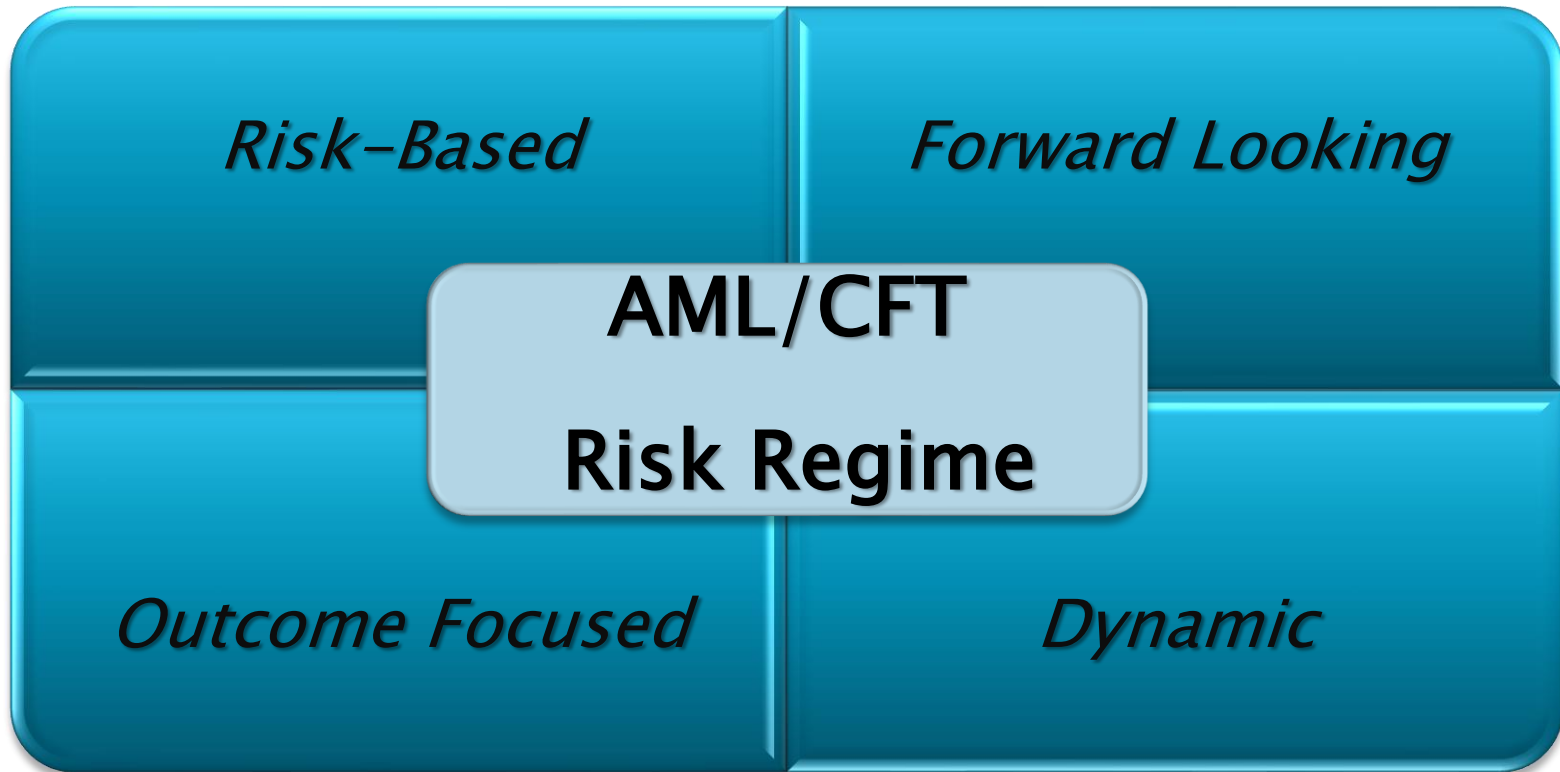 Risk-Based
Forward Looking
AML/CFT
Risk Regime
Outcome Focused
Dynamic